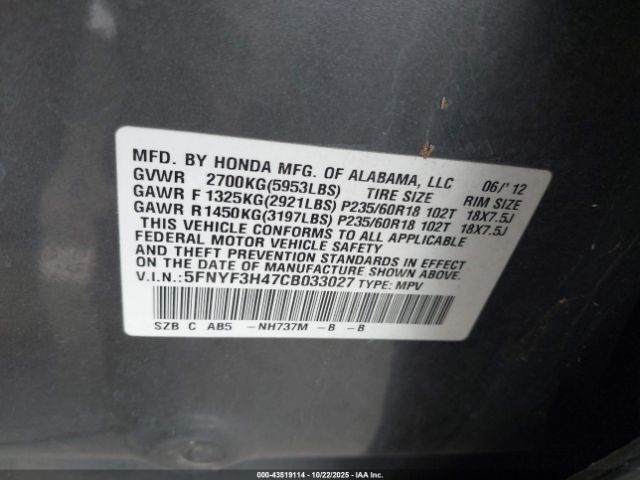 MFD. BY HONDA MFG. OF ALABAMA, LLC 06/'12
GVWR 2700KG(5953LBS) TIRE SIZE RIM SIZE
GAWR F 1325KG(2921LBS) P235/60R18 102T 18X7.5J
GAWR R1450KG(3197LBS) P235/60R18 102T 18X7.5J
THIS VEHICLE CONFORMS TO ALL APPLICABLE
FEDERAL MOTOR VEHICLE SAFETY
AND THEFT PREVENTION STANDARDS IN EFFECT
ON THE DATE OF MANUFACTURE SHOWN ABOVE.
V.I.N.:5FNYF3H47CB033027 TYPE: MPV
SZB C AB5 -NH737M -B -B
000-43519114 - 10/22/2025 - IAA Inc.